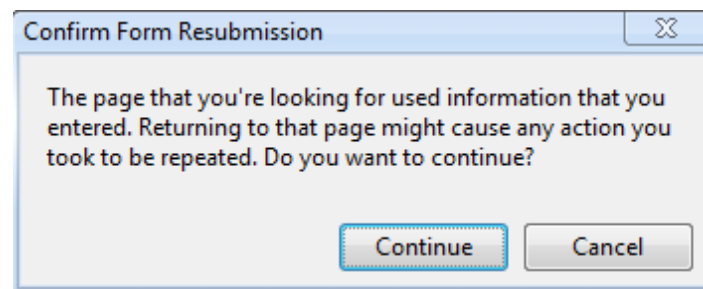 Confirm Form Resubmission
The page that you're looking for used information that you
entered. Returning to that page might cause any action you
took to be repeated. Do you want to continue?
Continue
Cancel